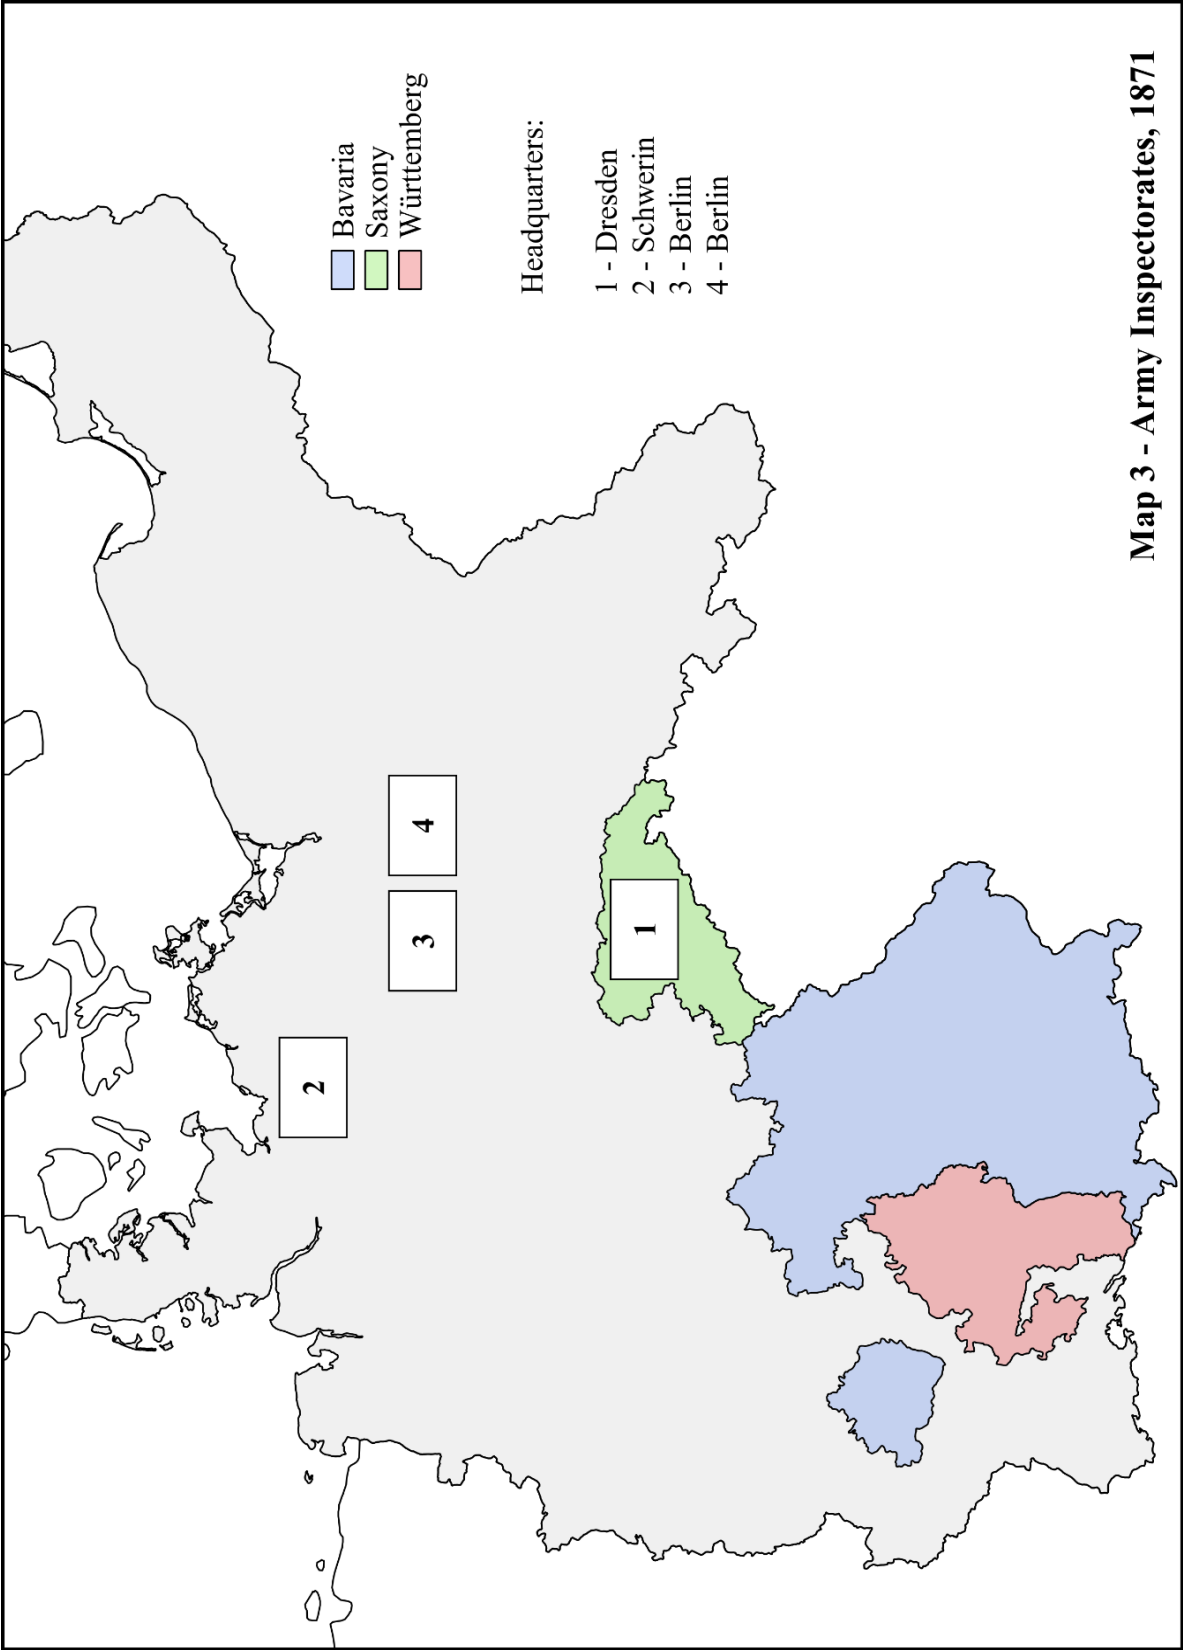 Bavaria
Saxony
Württemberg
Headquarters:
1 - Dresden
2 - Schwerin
3 - Berlin
4 - Berlin
2
3
4
1
Map 3 - Army Inspectorates, 1871